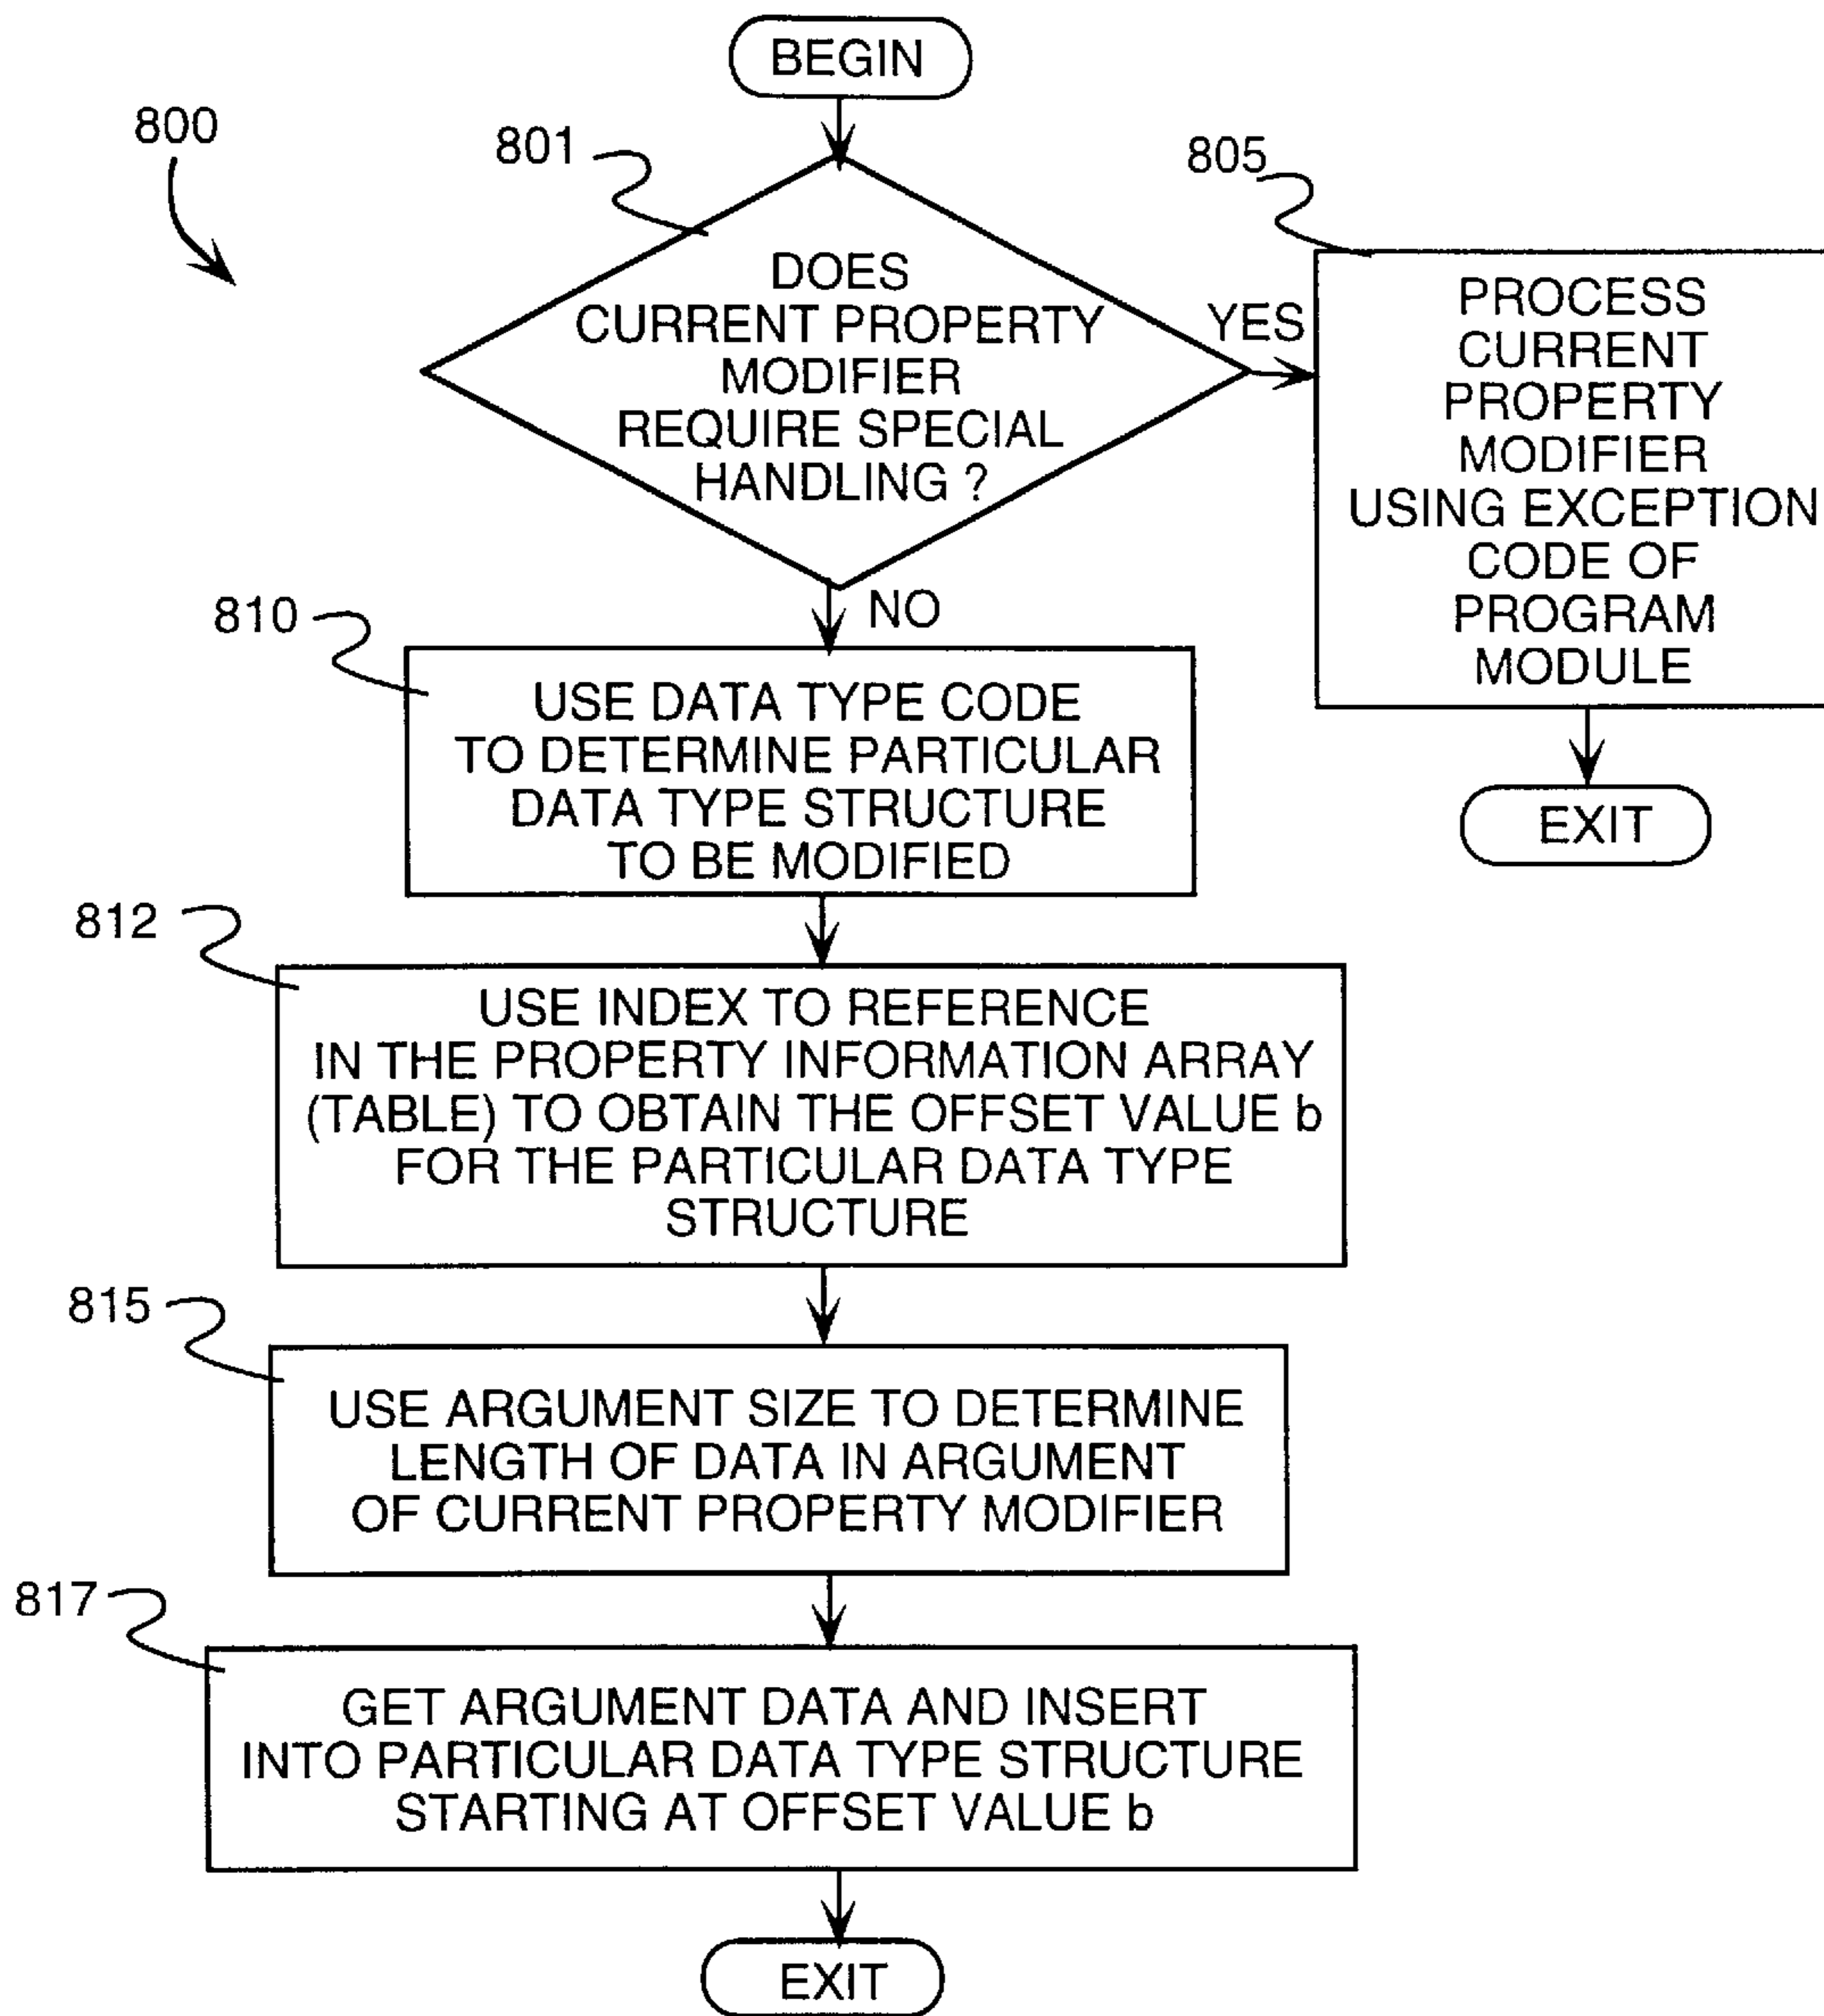 BEGIN
800
801
805
DOES
CURRENT PROPERTY
MODIFIER
REQUIRE SPECIAL
HANDLING ?
YES
PROCESS
CURRENT
PROPERTY
MODIFIER
USING EXCEPTION
CODE OF
PROGRAM
MODULE
EXIT
NO
810
USE DATA TYPE CODE
TO DETERMINE PARTICULAR
DATA TYPE STRUCTURE
TO BE MODIFIED
812
USE INDEX TO REFERENCE
IN THE PROPERTY INFORMATION ARRAY
(TABLE) TO OBTAIN THE OFFSET VALUE b
FOR THE PARTICULAR DATA TYPE
STRUCTURE
815
USE ARGUMENT SIZE TO DETERMINE
LENGTH OF DATA IN ARGUMENT
OF CURRENT PROPERTY MODIFIER
817
GET ARGUMENT DATA AND INSERT
INTO PARTICULAR DATA TYPE STRUCTURE
STARTING AT OFFSET VALUE b
EXIT